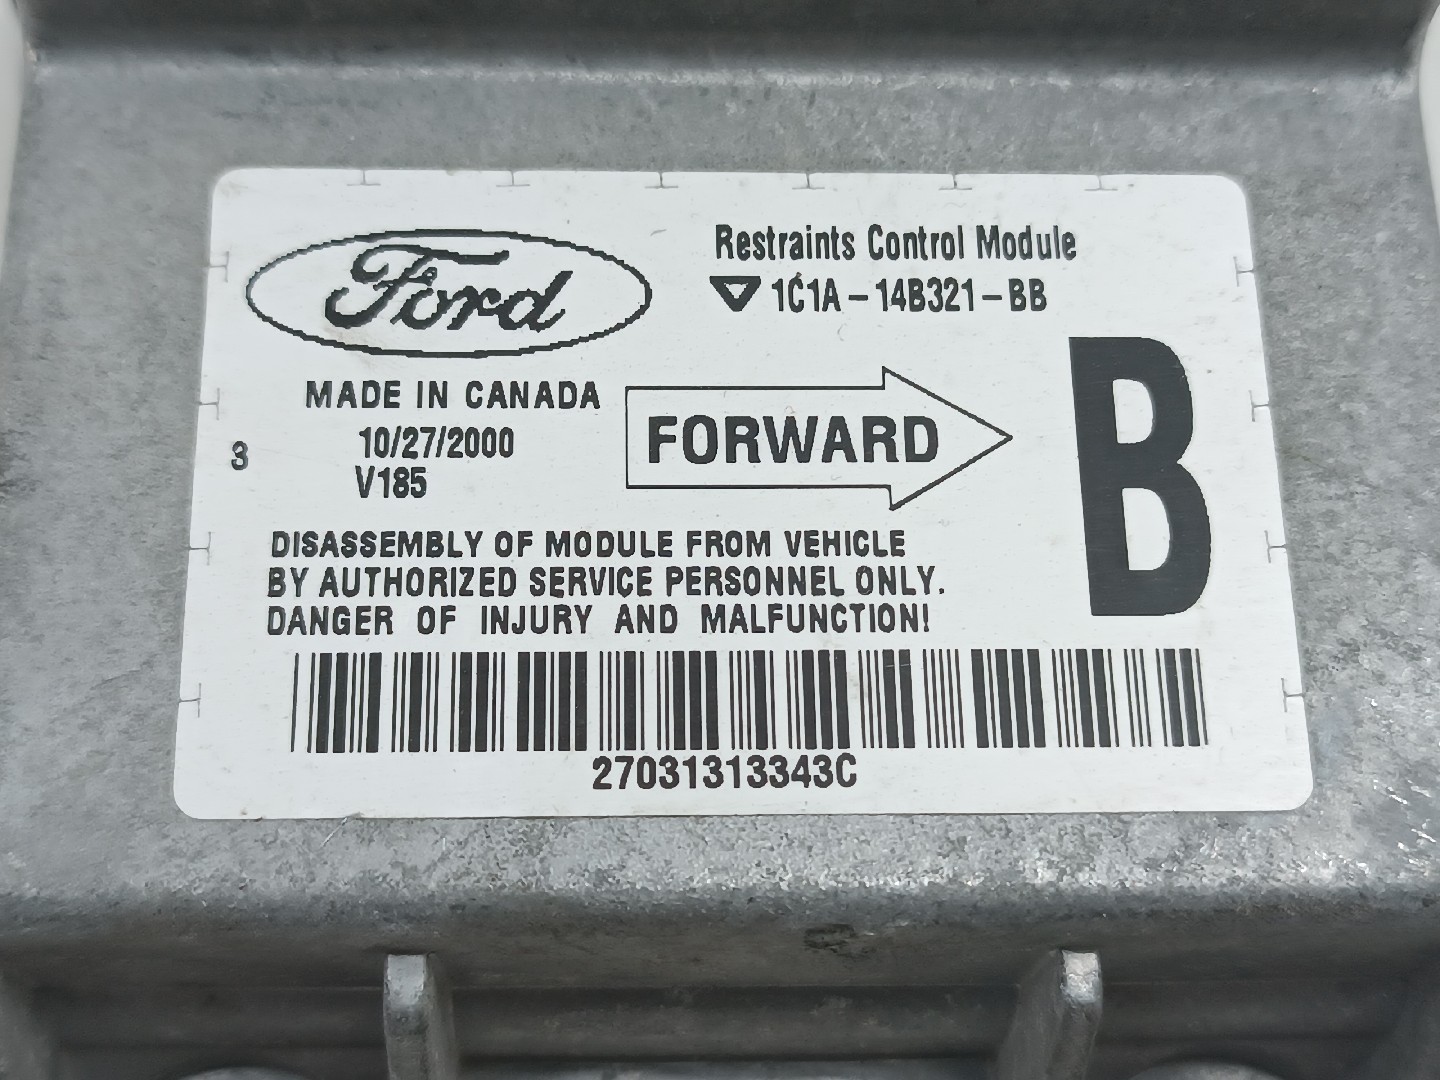 Ford
Restraints Control Module
1C1A-14B321-BB
MADE IN CANADA
10/27/2000
V185
3
FORWARD
B
DISASSEMBLY OF MODULE FROM VEHICLE
BY AUTHORIZED SERVICE PERSONNEL ONLY.
DANGER OF INJURY AND MALFUNCTION!
27031313343C